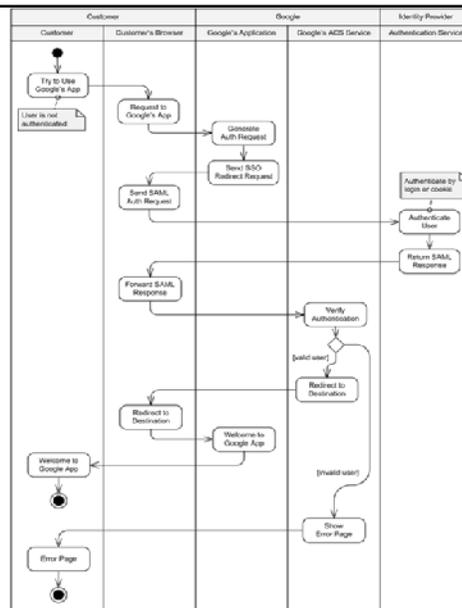 Customer
Google
Identity Provider
Customer
Customer's Browser
Google's Application
Google's ACS Service
Authentication Service
Try to Use
Google's App
User is not
authenticated
Request to
Google's App
Generate
Auth Request
Send SSO
Redirect Request
Send SAML
Auth Request
Authenticate by
login or cookie
Authenticate
User
Return SAML
Response
Forward SAML
Response
Verify
Authentication
[valid user]
Redirect to
Destination
Redirect to
Destination
Welcome to
Google App
Welcome to
Google App
[invalid user]
Show
Error Page
Error Page